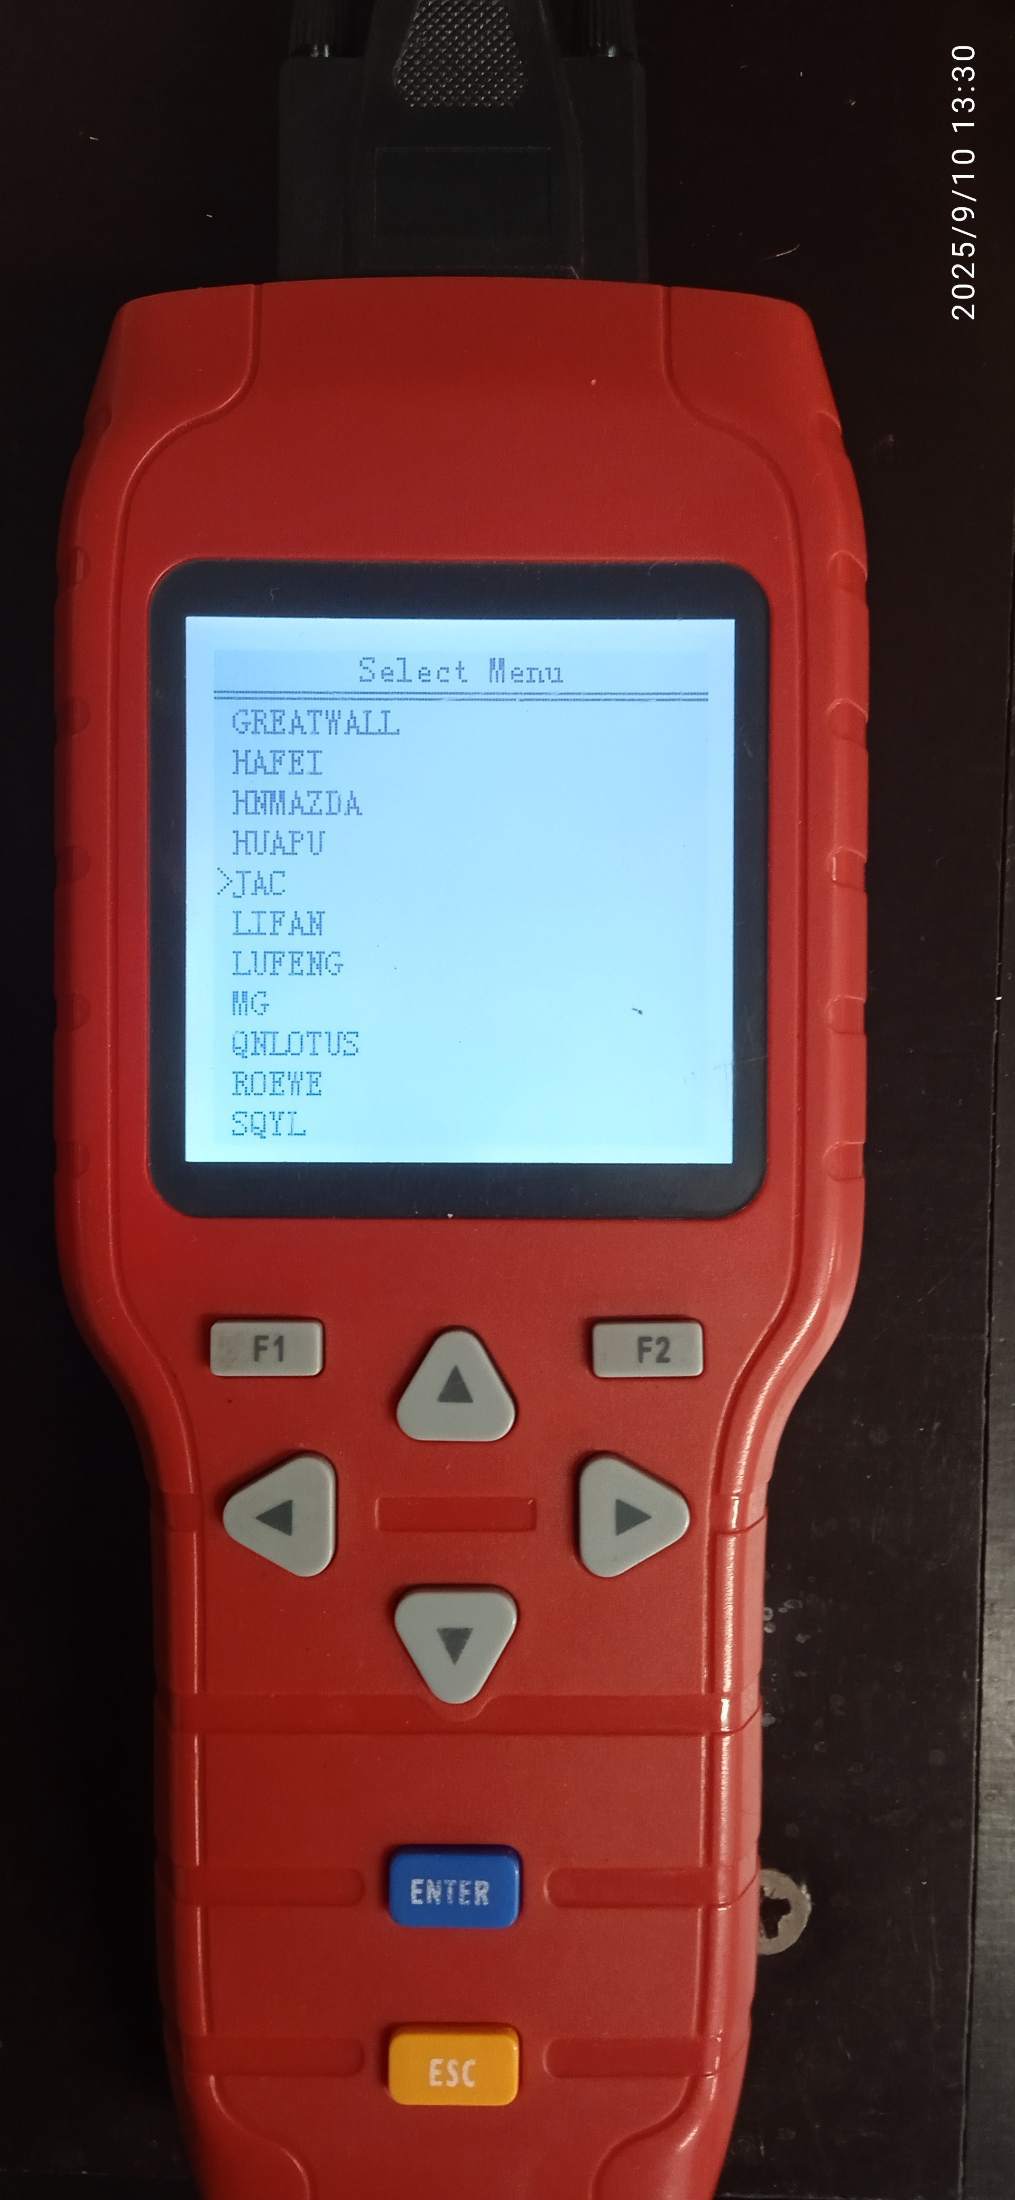 2025/9/10 13:30
Select Menu
GREATWALL
HAFEI
HNMAZDA
HUAPU
>JAC
LIFAN
LUFENG
MG
QNLOTUS
ROEWE
SQYL
F1
F2
ENTER
ESC